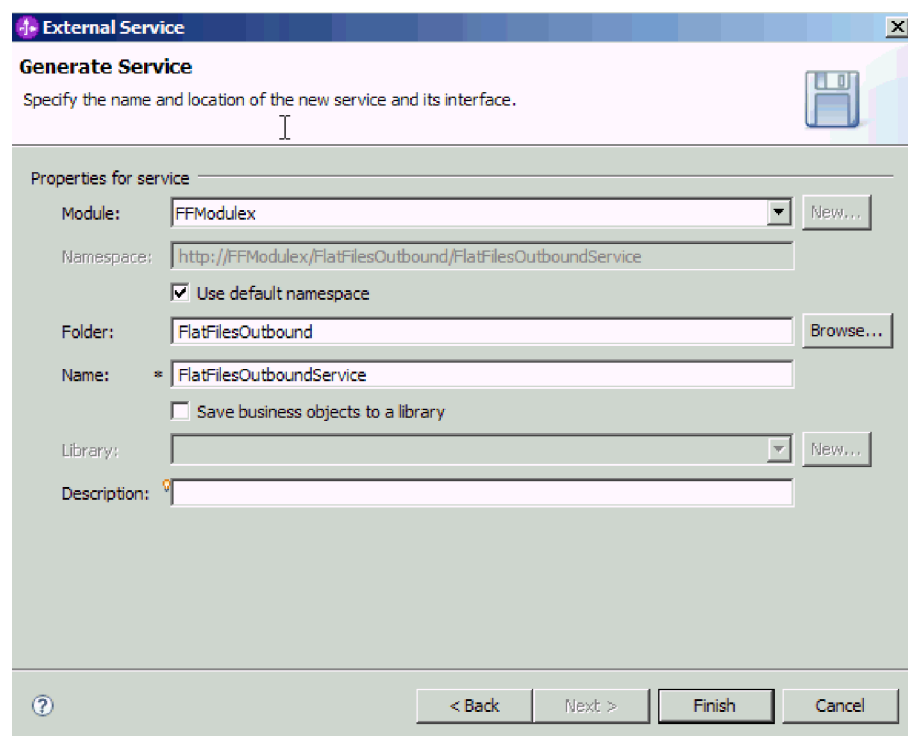 External Service
Generate Service
Specify the name and location of the new service and its interface.
Properties for service
Module: FFModulex New...
Namespace: http://FFModulex/FlatFilesOutbound/FlatFilesOutboundService
Use default namespace
Folder: FlatFilesOutbound Browse...
Name: * FlatFilesOutboundService
Save business objects to a library
Library: New...
Description:
? < Back Next > Finish Cancel